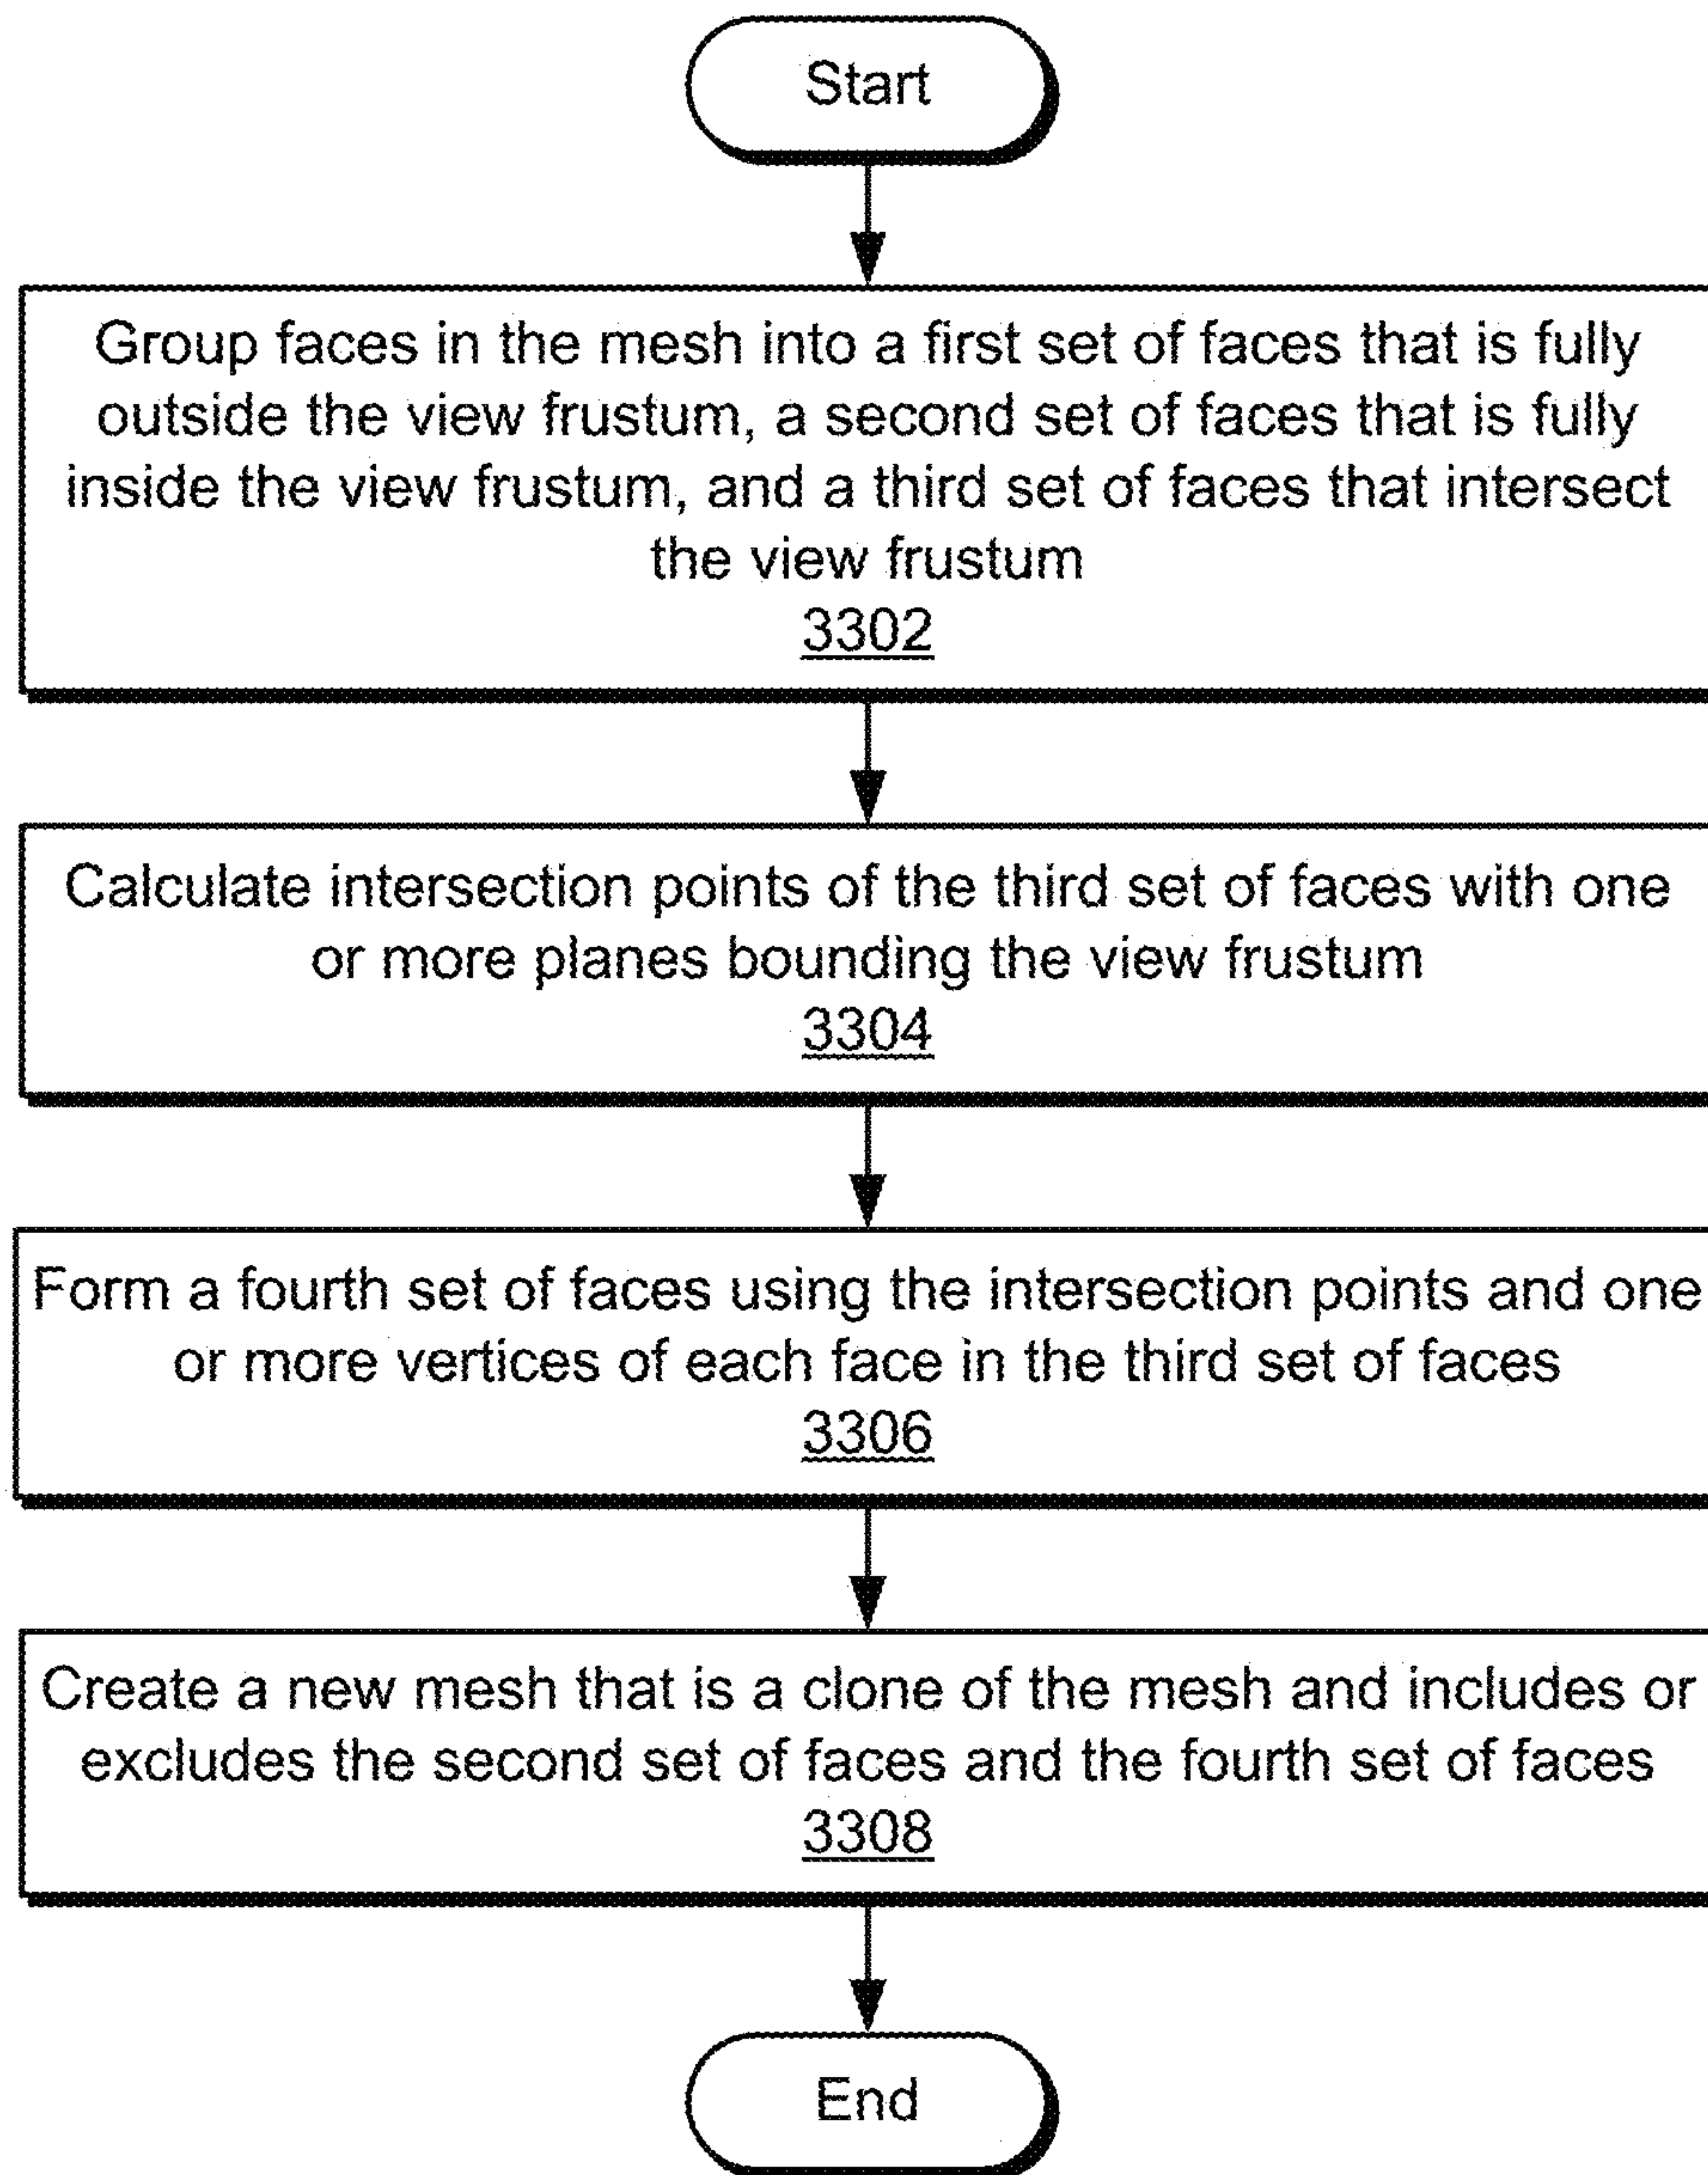 Start
Group faces in the mesh into a first set of faces that is fully
outside the view frustum, a second set of faces that is fully
inside the view frustum, and a third set of faces that intersect
the view frustum
3302
Calculate intersection points of the third set of faces with one
or more planes bounding the view frustum
3304
Form a fourth set of faces using the intersection points and one
or more vertices of each face in the third set of faces
3306
Create a new mesh that is a clone of the mesh and includes or
excludes the second set of faces and the fourth set of faces
3308
End